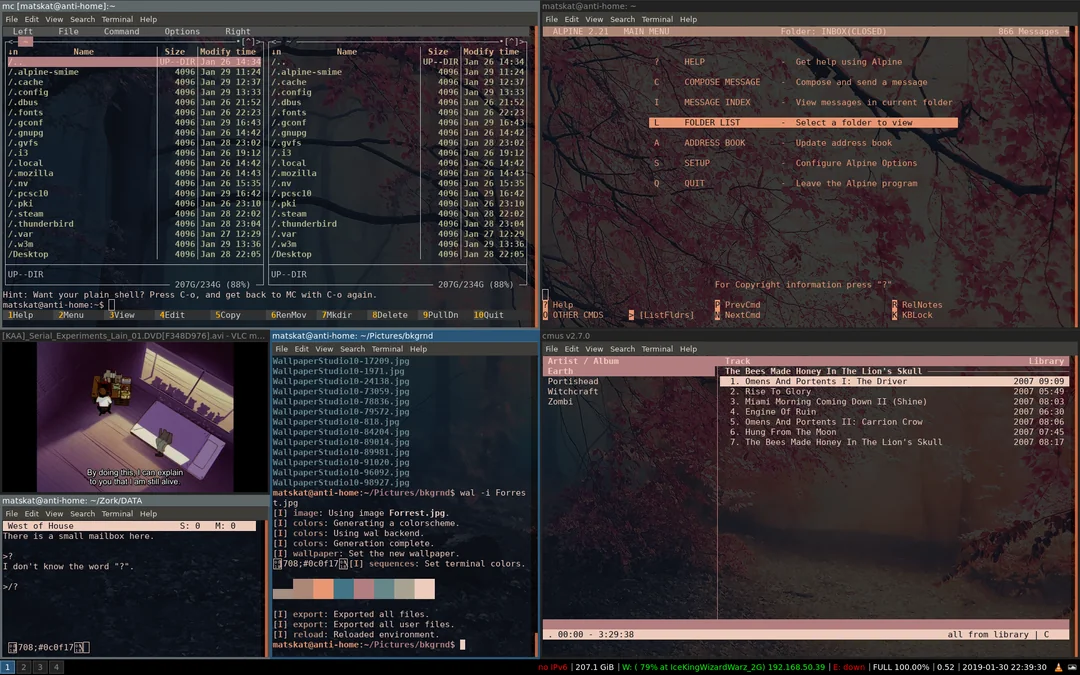 mc [matskat@anti-home]:~
File Edit View Search Terminal Help
Left File Command Options Right
<- .[^]>
↓n Name Size Modify time
/.. UP--DIR Jan 26 14:34
/.alpine-smime 4096 Jan 29 11:24
/.cache 4096 Jan 29 12:37
/.config 4096 Jan 29 13:33
/.dbus 4096 Jan 26 21:52
/.fonts 4096 Jan 26 22:23
/.gconf 4096 Jan 29 16:43
/.gnupg 4096 Jan 26 14:42
/.gvfs 4096 Jan 28 23:02
/.i3 4096 Jan 26 19:12
/.local 4096 Jan 26 14:42
/.mozilla 4096 Jan 26 14:43
/.nv 4096 Jan 26 15:35
/.pcsc10 4096 Jan 29 16:42
/.pki 4096 Jan 26 23:10
/.steam 4096 Jan 28 22:02
/.thunderbird 4096 Jan 28 23:04
/.var 4096 Jan 27 12:29
/.w3m 4096 Jan 29 13:36
/Desktop 4096 Jan 28 22:05
UP--DIR
207G/234G (88%)
<- .[^]>
↓n Name Size Modify time
/.. UP--DIR Jan 26 14:34
/.alpine-smime 4096 Jan 29 11:24
/.cache 4096 Jan 29 12:37
/.config 4096 Jan 29 13:33
/.dbus 4096 Jan 26 21:52
/.fonts 4096 Jan 26 22:23
/.gconf 4096 Jan 29 16:43
/.gnupg 4096 Jan 26 14:42
/.gvfs 4096 Jan 28 23:02
/.i3 4096 Jan 26 19:12
/.local 4096 Jan 26 14:42
/.mozilla 4096 Jan 26 14:43
/.nv 4096 Jan 26 15:35
/.pcsc10 4096 Jan 29 16:42
/.pki 4096 Jan 26 23:10
/.steam 4096 Jan 28 22:02
/.thunderbird 4096 Jan 28 23:04
/.var 4096 Jan 27 12:29
/.w3m 4096 Jan 29 13:36
/Desktop 4096 Jan 28 22:05
UP--DIR
207G/234G (88%)
Hint: Want your plain shell? Press C-o, and get back to MC with C-o again.
matskat@anti-home:~$
1Help 2Menu 3View 4Edit 5Copy 6RenMov 7Mkdir 8Delete 9PullDn 10Quit
matskat@anti-home: ~
File Edit View Search Terminal Help
ALPINE 2.21 MAIN MENU Folder: INBOX(CLOSED) 866 Messages +
? HELP - Get help using Alpine
C COMPOSE MESSAGE - Compose and send a message
I MESSAGE INDEX - View messages in current folder
L FOLDER LIST - Select a folder to view
A ADDRESS BOOK - Update address book
S SETUP - Configure Alpine Options
Q QUIT - Leave the Alpine program
For Copyright information press "?"
? Help P PrevCmd R RelNotes
O OTHER CMDS > [ListFldrs] N NextCmd K KBLock
[KAA]_Serial_Experiments_Lain_01.DVD[F348D976].avi - VLC m...
By doing this, I can explain
to you that I am still alive.
matskat@anti-home: ~/Zork/DATA
File Edit View Search Terminal Help
West of House S: 0 M: 0
There is a small mailbox here.
>?
I don't know the word "?".
>/?
708;#0c0f17
matskat@anti-home: ~/Pictures/bkgrnd
File Edit View Search Terminal Help
WallpaperStudio10-17209.jpg
WallpaperStudio10-1971.jpg
WallpaperStudio10-24138.jpg
WallpaperStudio10-73059.jpg
WallpaperStudio10-78836.jpg
WallpaperStudio10-79572.jpg
WallpaperStudio10-818.jpg
WallpaperStudio10-84204.jpg
WallpaperStudio10-89014.jpg
WallpaperStudio10-89981.jpg
WallpaperStudio10-91020.jpg
WallpaperStudio10-96092.jpg
WallpaperStudio10-98927.jpg
matskat@anti-home:~/Pictures/bkgrnd$ wal -i Forres
t.jpg
[I] image: Using image Forrest.jpg.
[I] colors: Generating a colorscheme.
[I] colors: Using wal backend.
[I] colors: Generation complete.
[I] wallpaper: Set the new wallpaper.
708;#0c0f17[I] sequences: Set terminal colors.
[I] export: Exported all files.
[I] export: Exported all user files.
[I] reload: Reloaded environment.
matskat@anti-home:~/Pictures/bkgrnd$
cmus v2.7.0
File Edit View Search Terminal Help
Artist / Album Track Library
Earth
Portishead
Witchcraft
Zombi
The Bees Made Honey In The Lion's Skull
1. Omens And Portents I: The Driver 2007 09:09
2. Rise To Glory 2007 05:49
3. Miami Morning Coming Down II (Shine) 2007 08:03
4. Engine Of Ruin 2007 06:30
5. Omens And Portents II: Carrion Crow 2007 08:06
6. Hung From The Moon 2007 07:45
7. The Bees Made Honey In The Lion's Skull 2007 08:17
. 00:00 - 3:29:38 all from library | C
1 2 3 4
no IPv6 | 207.1 GiB | W: ( 79% at IceKingWizardWarz_2G) 192.168.50.39 | E: down | FULL 100.00% | 0.52 | 2019-01-30 22:39:30